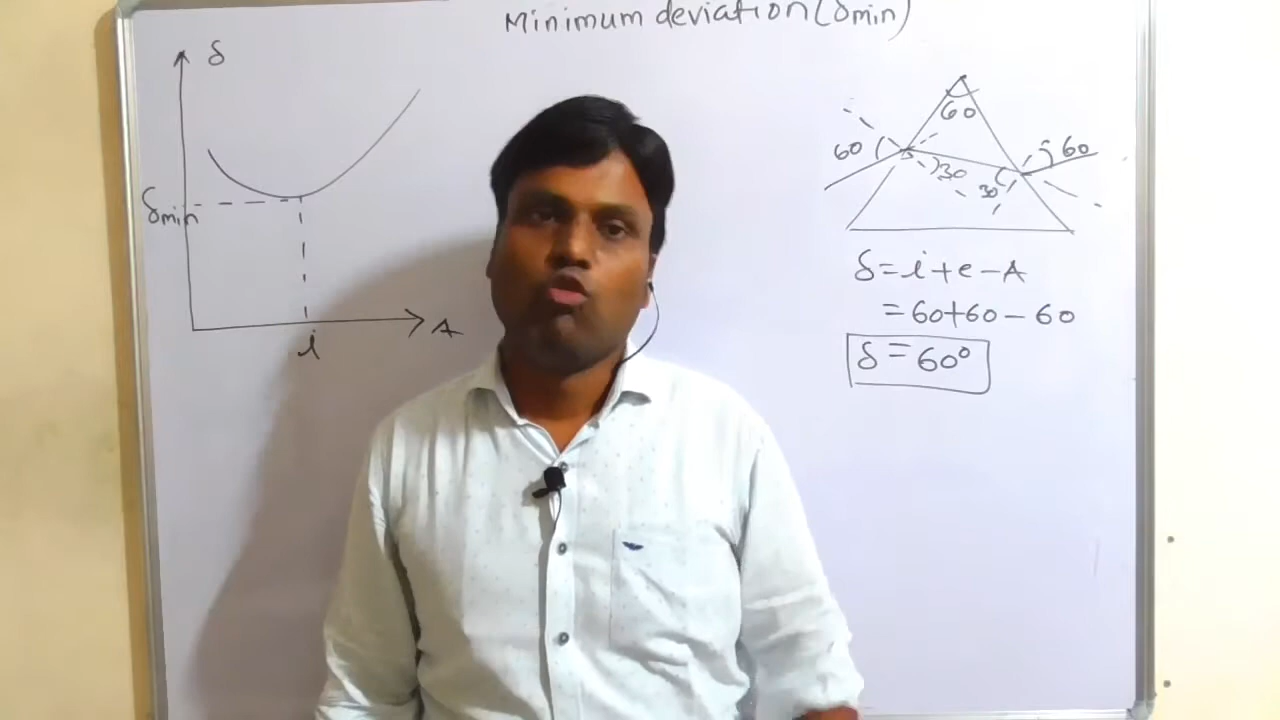 Minimum deviation (δmin)
δ
δmin
i
A
60
60
30
30
60
δ = i + e - A
= 60 + 60 - 60
δ = 60°